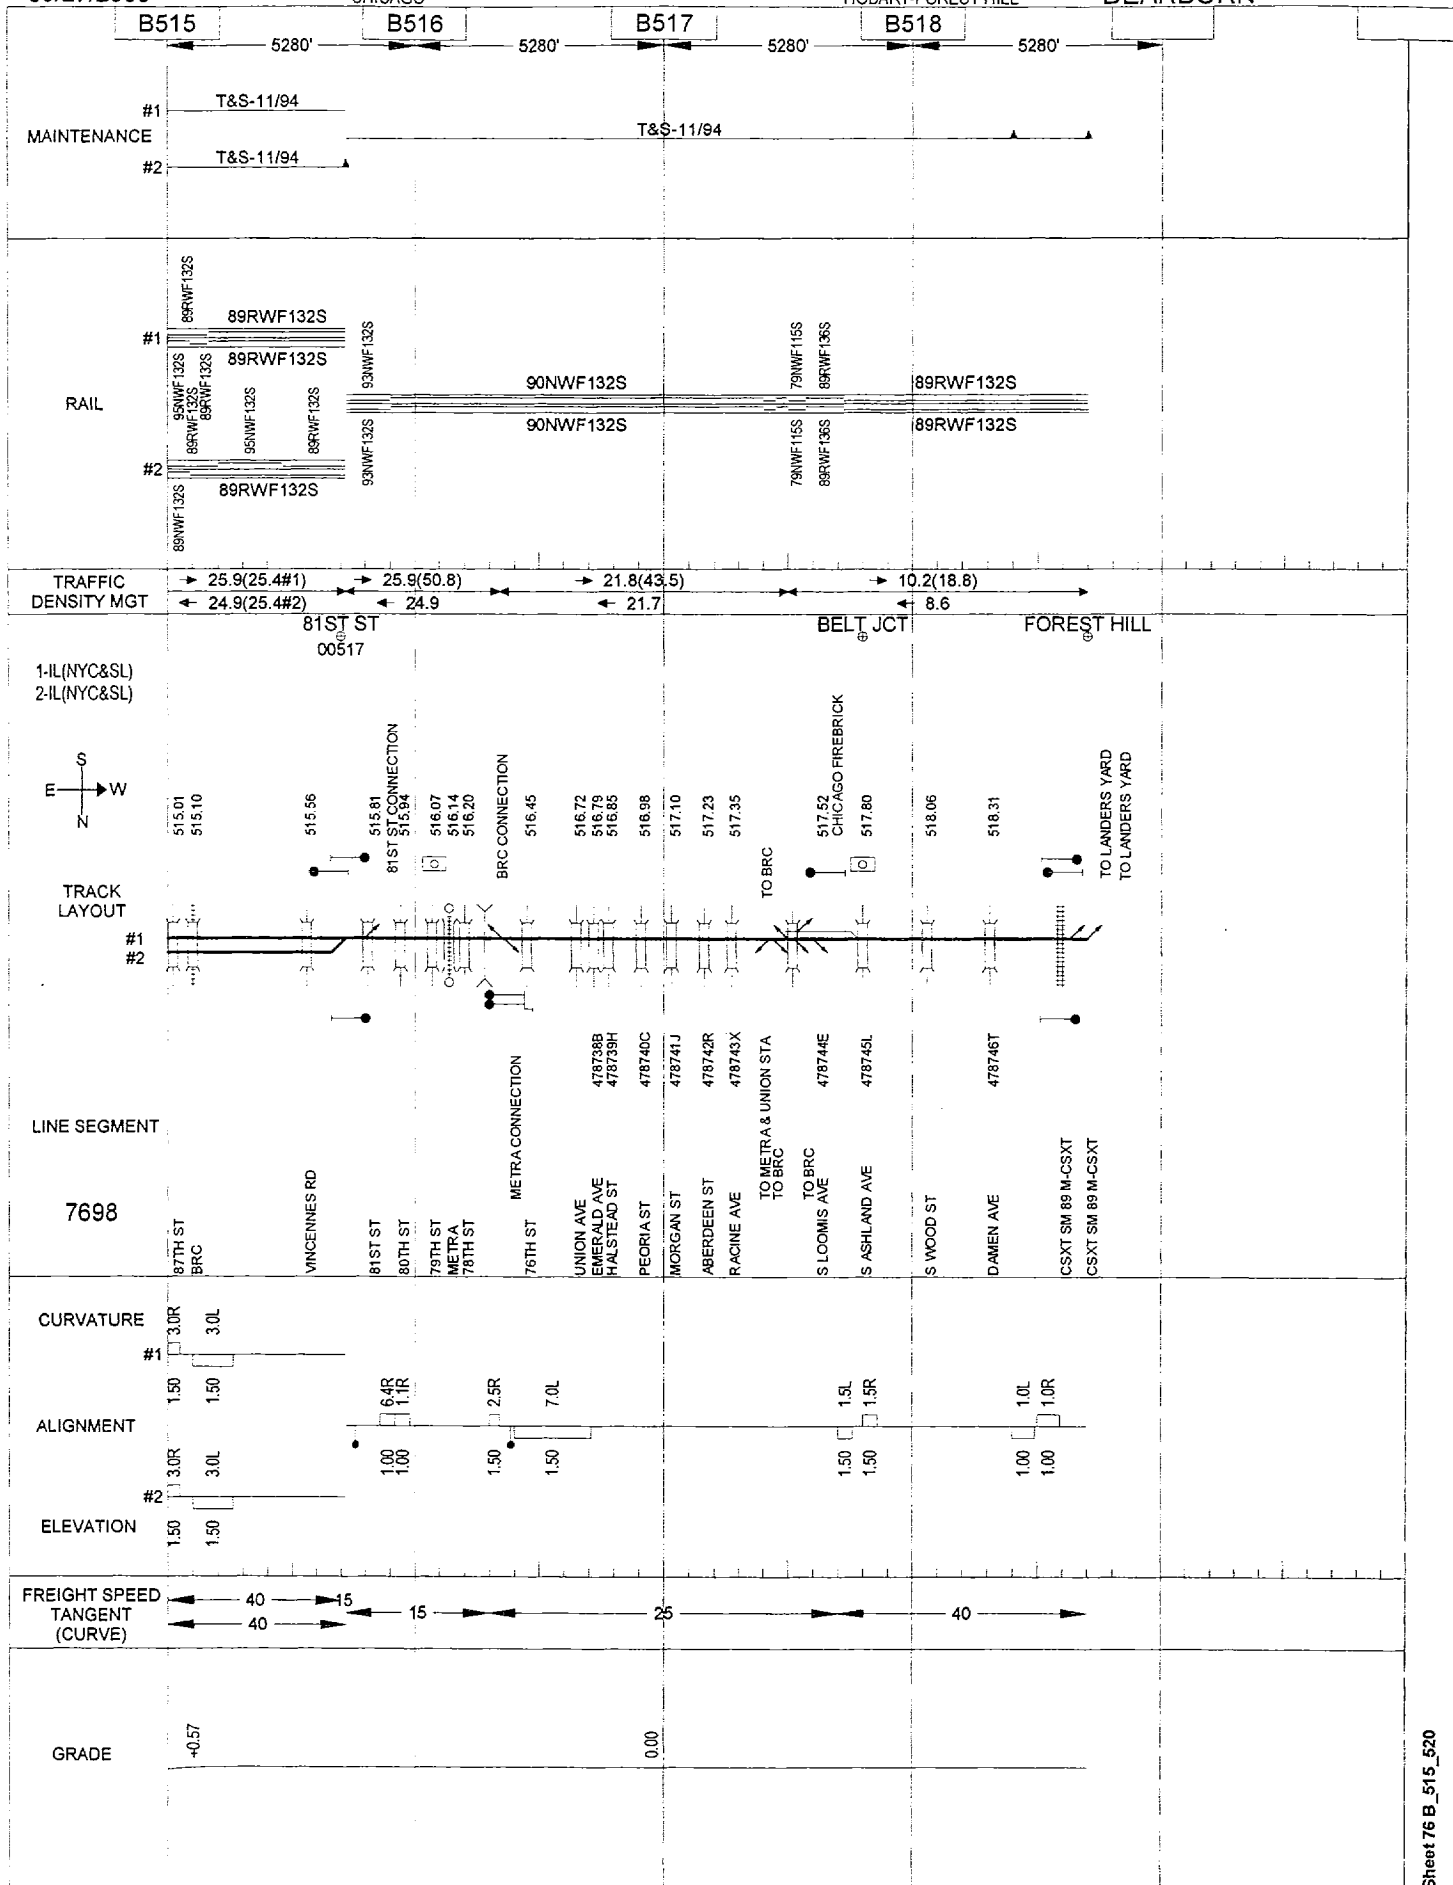 CHICAGO
HOBART-FOREST HILL
DEARBORN
B515
B516
B517
B518
5280'
5280'
5280'
5280'
MAINTENANCE
#1
T&S-11/94
T&S-11/94
#2
T&S-11/94
RAIL
89RWF132S
#1
89RWF132S
89RWF132S
95NWF132S
89RWF132S
89RWF132S
95NWF132S
89RWF132S
#2
89RWF132S
89NWF132S
93NWF132S
93NWF132S
90NWF132S
90NWF132S
79NWF115S
89RWF136S
79NWF115S
89RWF136S
89RWF132S
89RWF132S
TRAFFIC
DENSITY MGT
25.9(25.4#1)
25.9(50.8)
21.8(43.5)
10.2(18.8)
24.9(25.4#2)
24.9
21.7
8.6
81ST ST
00517
BELT JCT
FOREST HILL
1-IL(NYC&SL)
2-IL(NYC&SL)
S
E
W
N
515.01
515.10
515.56
515.81
81ST ST CONNECTION
515.94
516.07
516.14
516.20
BRC CONNECTION
516.45
516.72
516.79
516.85
516.98
517.10
517.23
517.35
TO BRC
517.52
CHICAGO FIREBRICK
517.80
518.06
518.31
TO LANDERS YARD
TO LANDERS YARD
TRACK
LAYOUT
#1
#2
LINE SEGMENT
7698
87TH ST
BRC
VINCENNES RD
81ST ST
80TH ST
79TH ST
METRA
78TH ST
METRA CONNECTION
76TH ST
UNION AVE
EMERALD AVE
478738B
HALSTEAD ST
478739H
PEORIA ST
478740C
MORGAN ST
478741J
ABERDEEN ST
478742R
RACINE AVE
478743X
TO METRA & UNION STA
TO BRC
TO BRC
S LOOMIS AVE
478744E
S ASHLAND AVE
478745L
S WOOD ST
DAMEN AVE
478746T
CSXT SM 89 M-CSXT
CSXT SM 89 M-CSXT
CURVATURE
#1
3.0R
3.0L
1.50
1.50
ALIGNMENT
6.4R
1.1R
2.5R
7.0L
1.5L
1.5R
1.0L
1.0R
1.00
1.00
1.50
1.50
1.50
1.50
1.00
1.00
3.0R
3.0L
#2
ELEVATION
1.50
1.50
FREIGHT SPEED
TANGENT
(CURVE)
40
15
40
15
25
40
GRADE
+0.57
0.00
Sheet 76 B_515_520